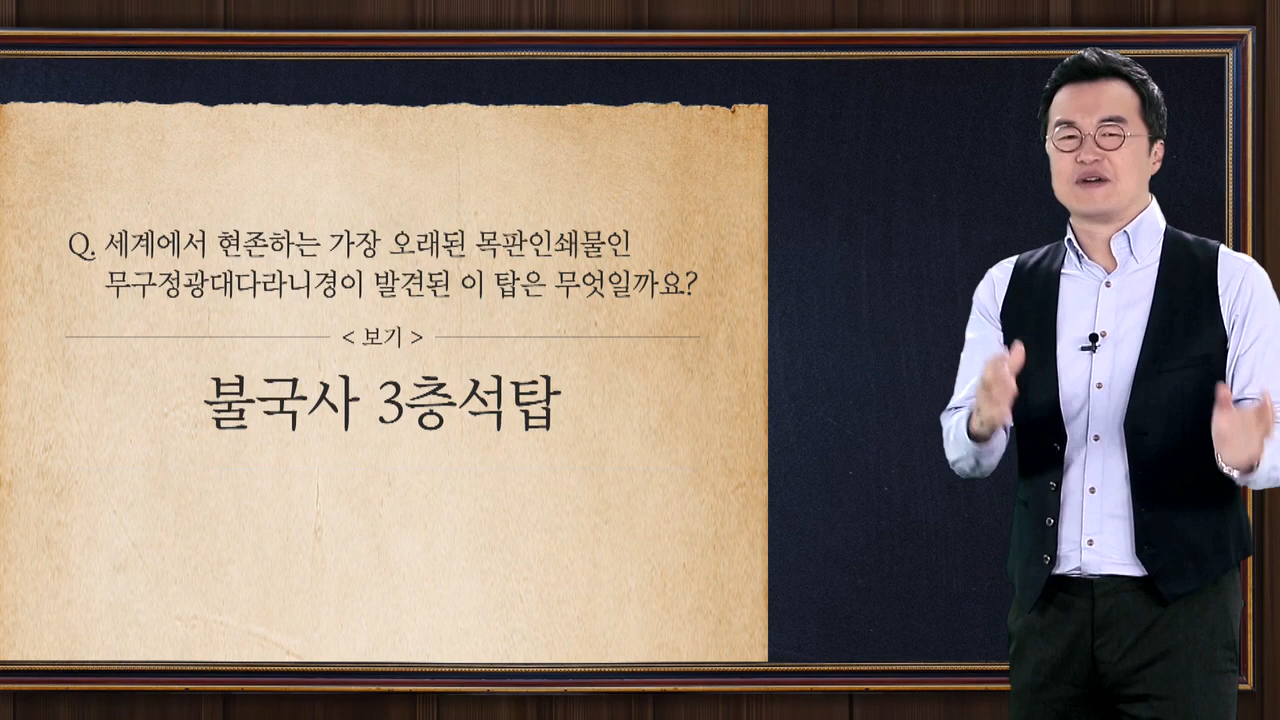 Q. 세계에서 현존하는 가장 오래된 목판인쇄물인
무구정광대다라니경이 발견된 이 탑은 무엇일까요?
< 보기 >
불국사 3층석탑